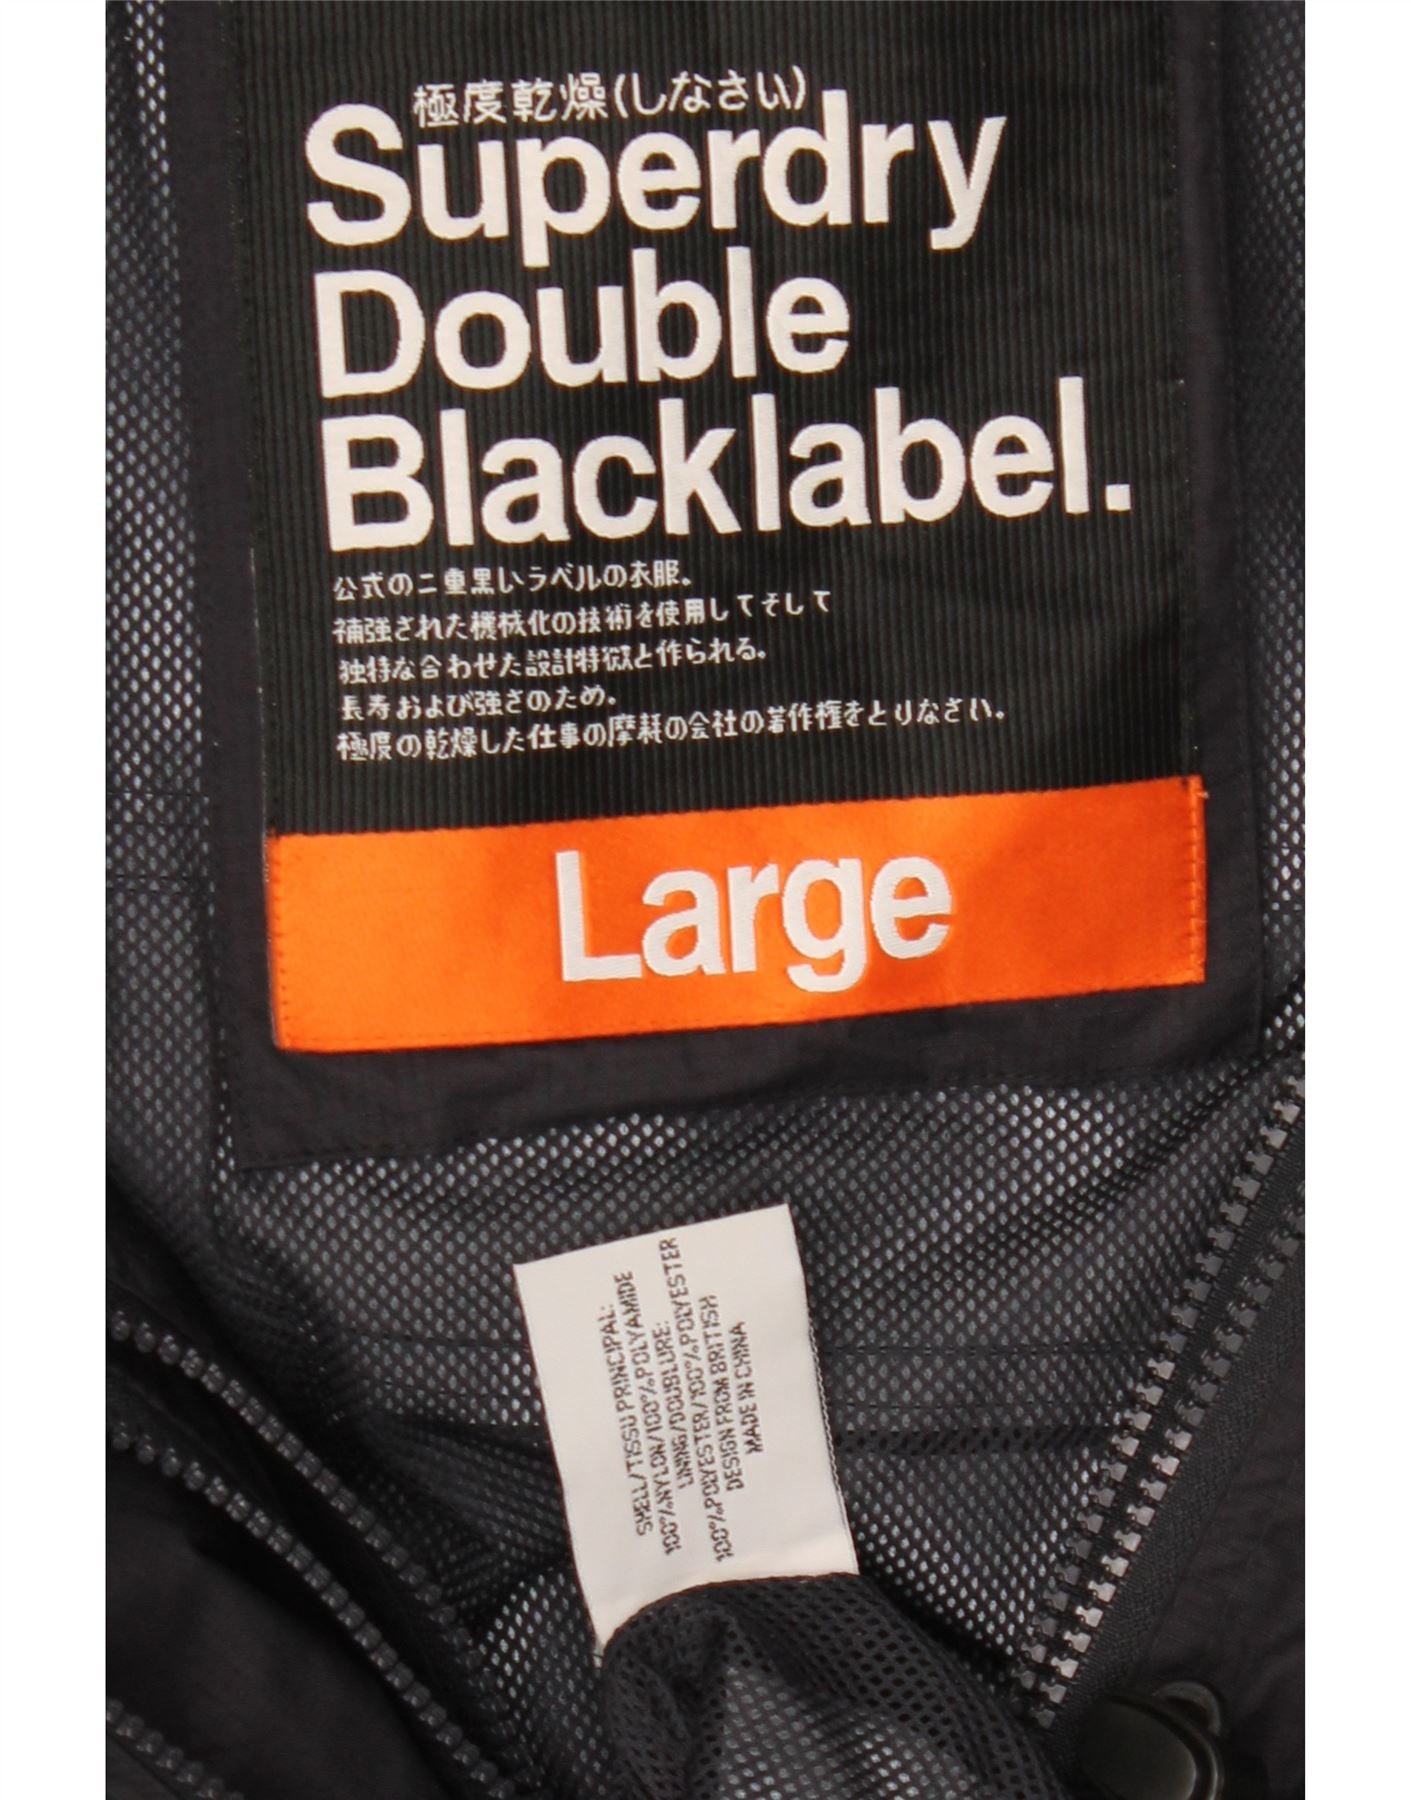 極度乾燥(しなさい)
Superdry
Double
Blacklabel.
公式の二重黒いラベルの衣服。
補強された機械化の技術を使用してそして
独特な合わせた設計特徴と作られる。
長寿および強さのため。
極度の乾燥した仕事の摩耗の会社の著作権をとりなさい。
Large
SHELL/TISSU PRINCIPAL:
100%NYLON/100%POLYAMIDE
LINING/DOUBLURE:
100%POLYESTER/100%POLYESTER
DESIGN FROM BRITISH
MADE IN CHINA